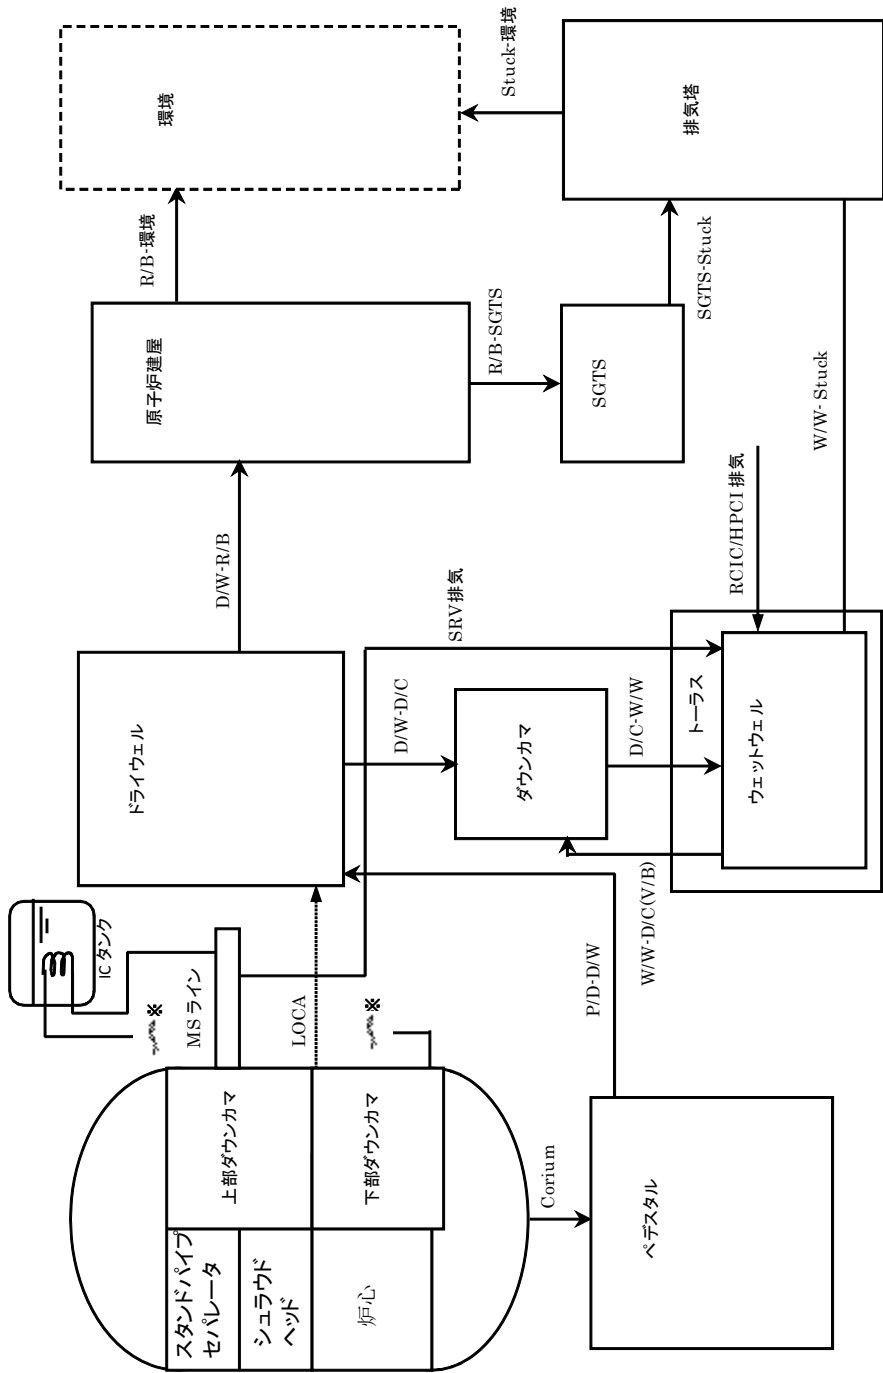 IC タンク
※
MS ライン
LOCA
※
スタンドパイプ
セパレータ
シュラウド
ヘッド
上部ダウンカマ
炉心
下部ダウンカマ
Corium
ペデスタル
P/D-D/W
ドライウェル
D/W-R/B
D/W-D/C
SRV排気
ダウンカマ
D/C-W/W
W/W-D/C(V/B)
トーラス
ウェットウェル
RCIC/HPCI 排気
W/W- Stuck
原子炉建屋
R/B-環境
R/B-SGTS
SGTS
SGTS-Stuck
環境
Stuck-環境
排気塔